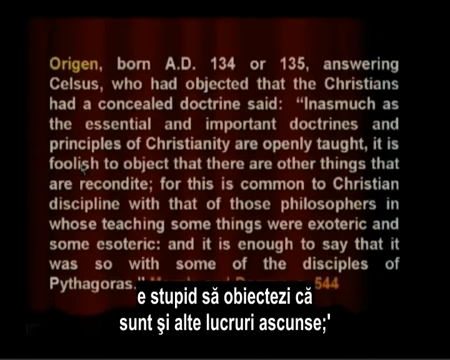 Origen, born A.D. 134 or 135, answering
Celsus, who had objected that the Christians
had a concealed doctrine said: “Inasmuch as
the essential and important doctrines and
principles of Christianity are openly taught, it is
foolish to object that there are other things that
are recondite; for this is common to Christian
discipline with that of those philosophers in
whose teaching some things were exoteric and
some esoteric: and it is enough to say that it
was so with some of the disciples of
Pythagoras.” 544
e stupid să obiectezi că
sunt şi alte lucruri ascunse;'